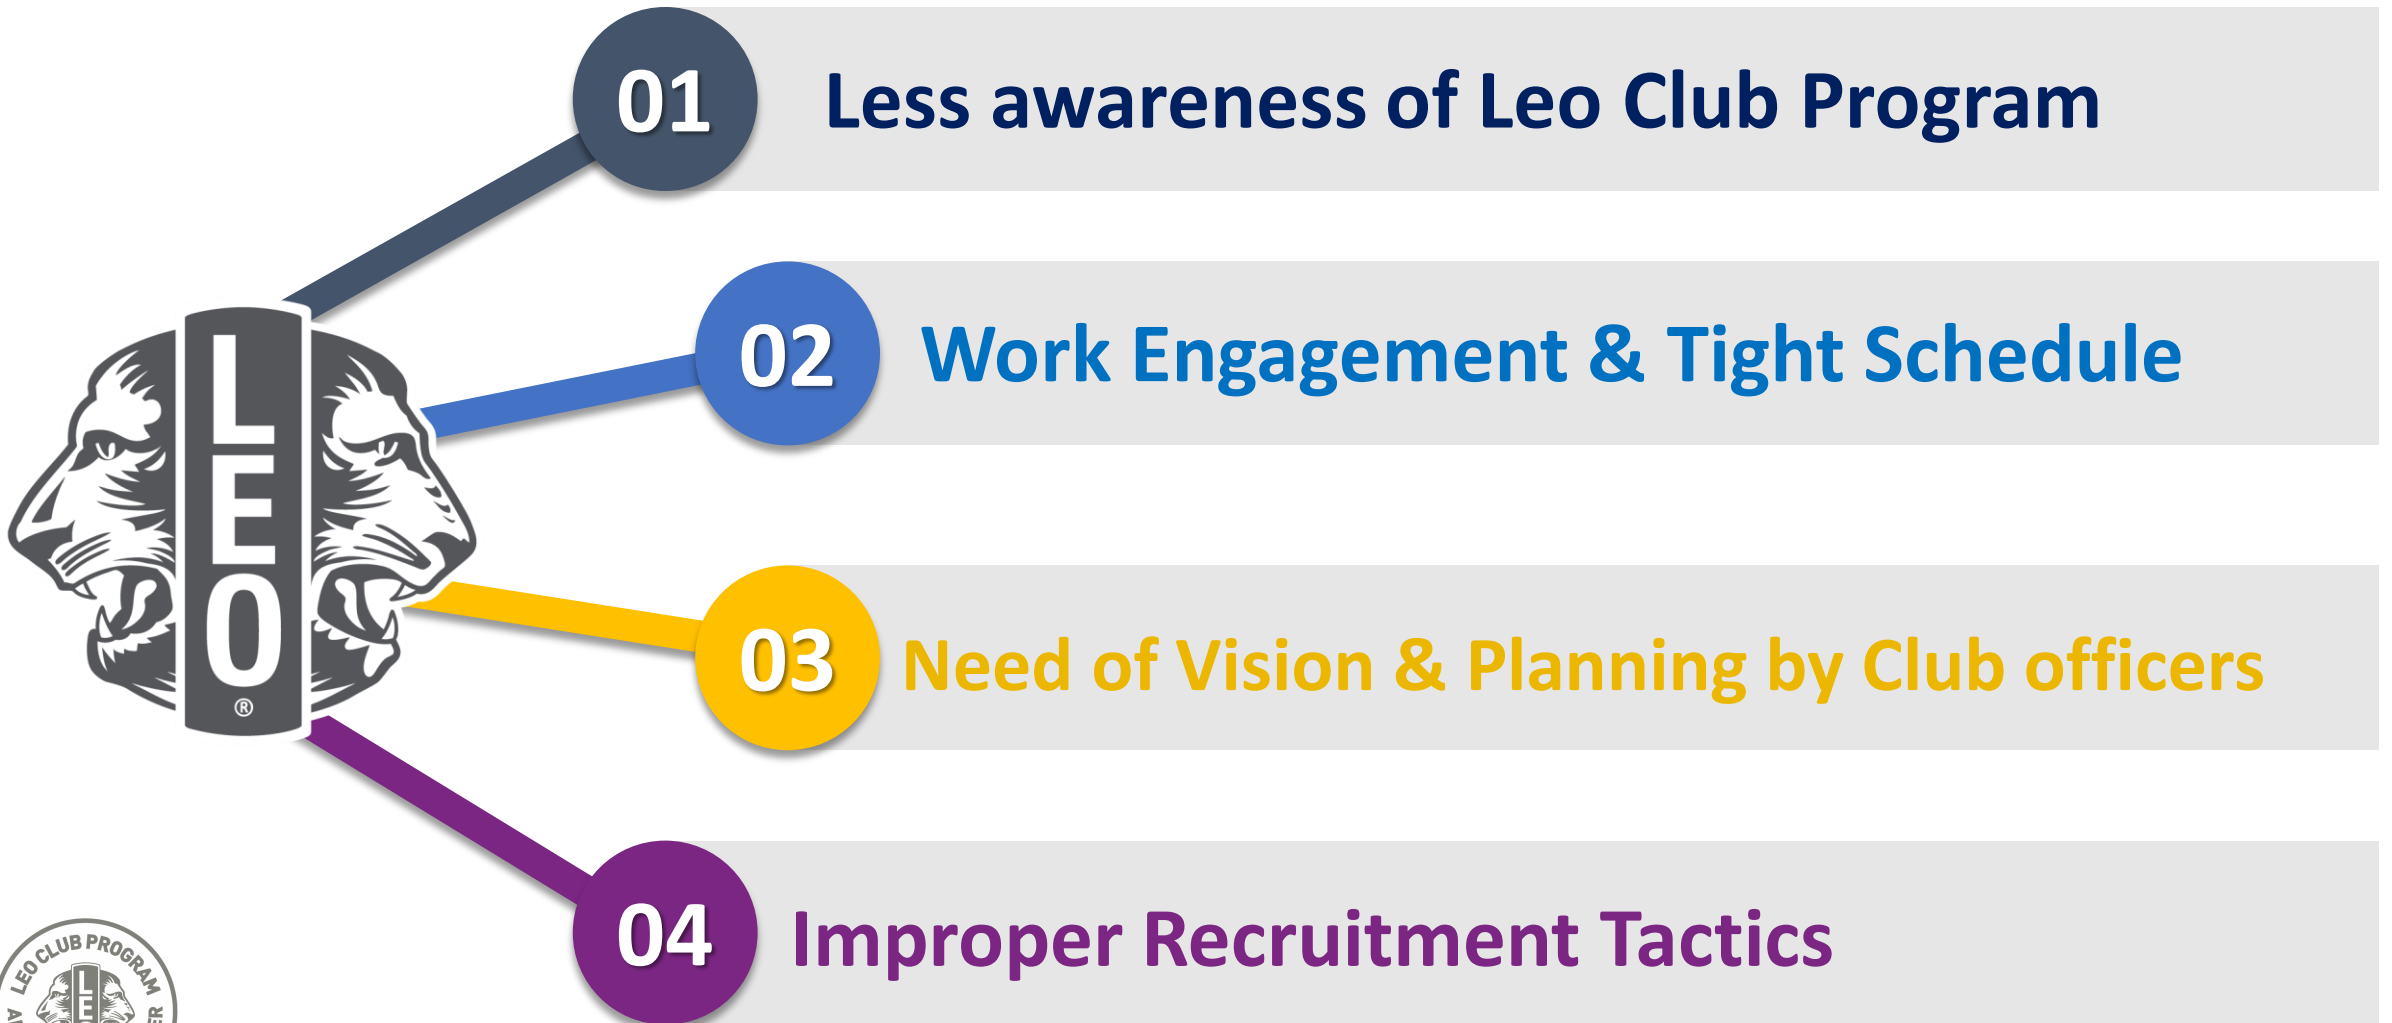 01
Less awareness of Leo Club Program
02
Work Engagement & Tight Schedule
LEO
®
03
Need of Vision & Planning by Club officers
04
Improper Recruitment Tactics
LEO CLUB PROGRAM
LE